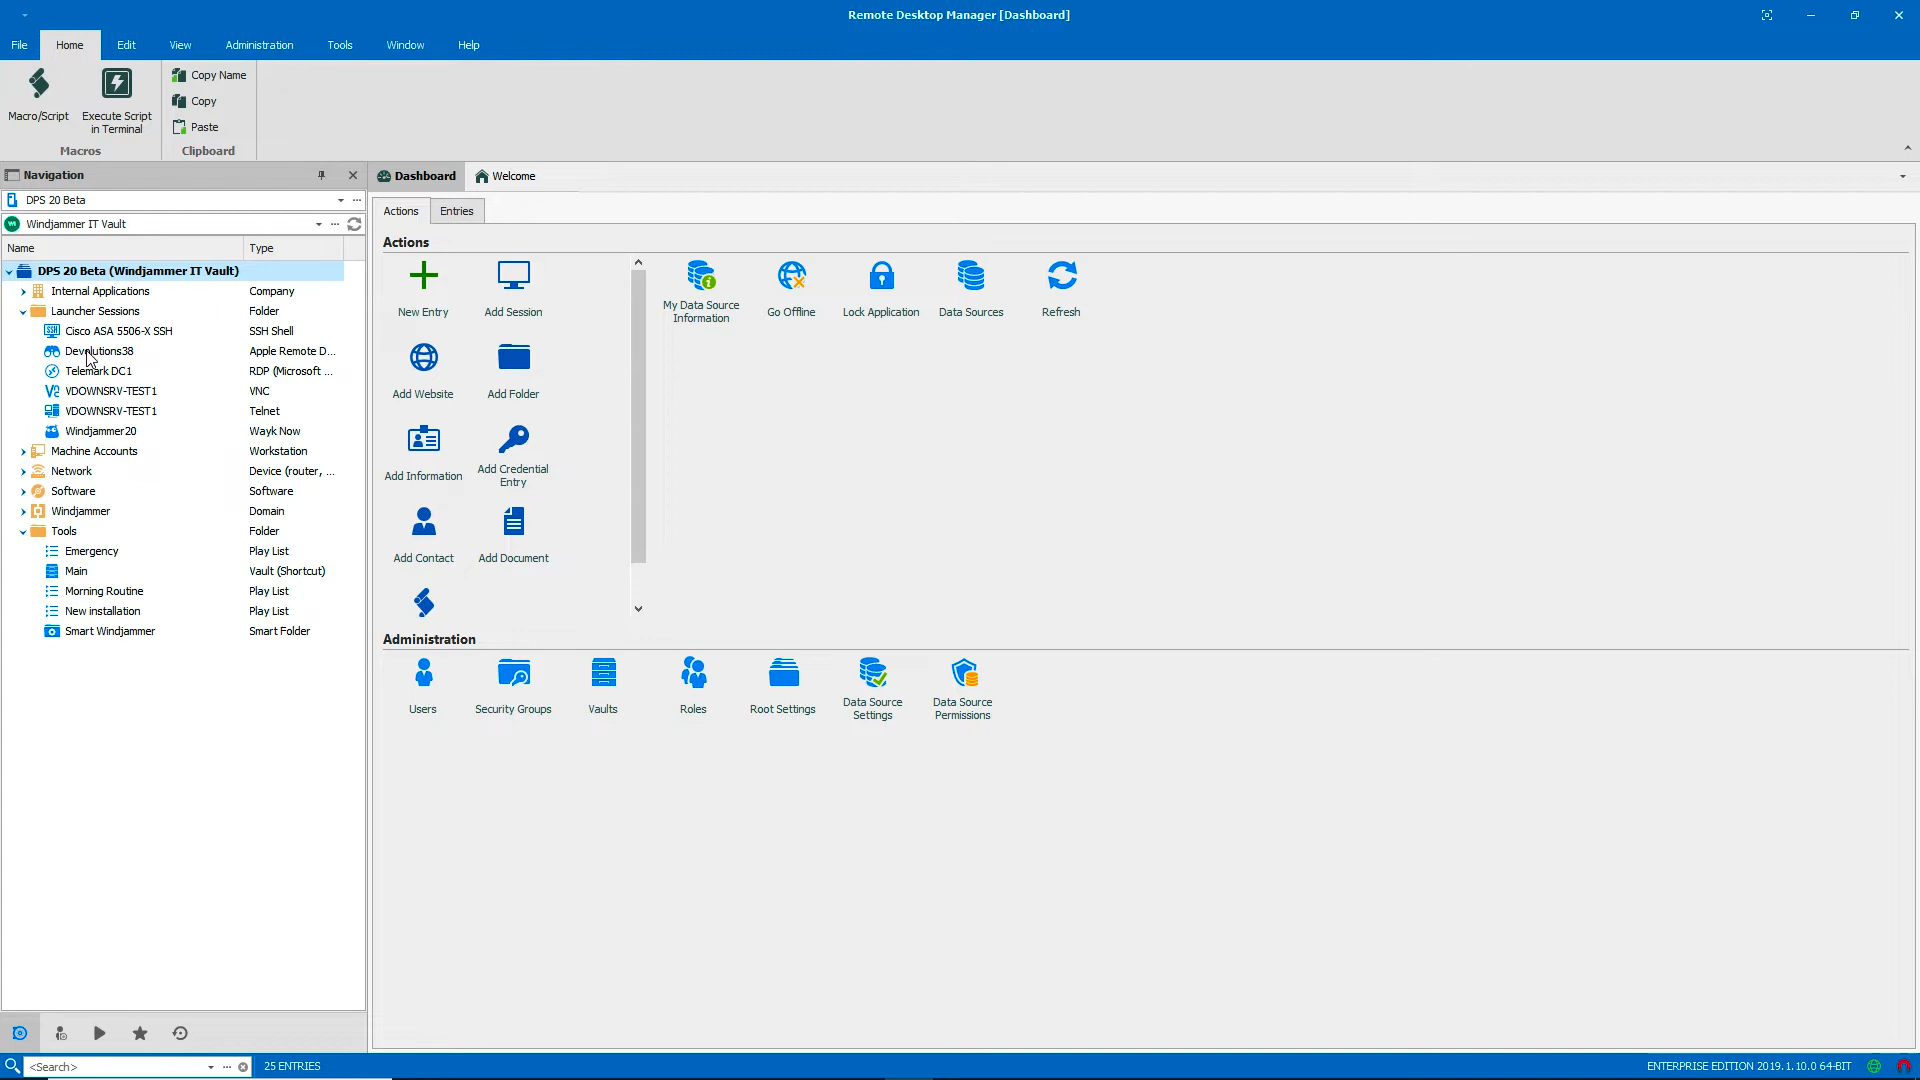 Remote Desktop Manager [Dashboard]
File Home Edit View Administration Tools Window Help
Macro/Script
Execute Script
in Terminal
Macros
Copy Name
Copy
Paste
Clipboard
Navigation
DPS 20 Beta
Windjammer IT Vault
Name Type
DPS 20 Beta (Windjammer IT Vault)
Internal Applications Company
Launcher Sessions Folder
Cisco ASA 5506-X SSH SSH Shell
Devolutions38 Apple Remote D...
Telemark DC1 RDP (Microsoft ...
VDOWNSRV-TEST1 VNC
VDOWNSRV-TEST1 Telnet
Windjammer20 Wayk Now
Machine Accounts Workstation
Network Device (router, ...
Software Software
Windjammer Domain
Tools Folder
Emergency Play List
Main Vault (Shortcut)
Morning Routine Play List
New installation Play List
Smart Windjammer Smart Folder
Dashboard Welcome
Actions Entries
Actions
New Entry Add Session
Add Website Add Folder
Add Information Add Credential
Entry
Add Contact Add Document
My Data Source
Information
Go Offline Lock Application Data Sources Refresh
Administration
Users Security Groups Vaults Roles Root Settings
Data Source
Settings
Data Source
Permissions
<Search> 25 ENTRIES
ENTERPRISE EDITION 2019.1.10.0 64-BIT